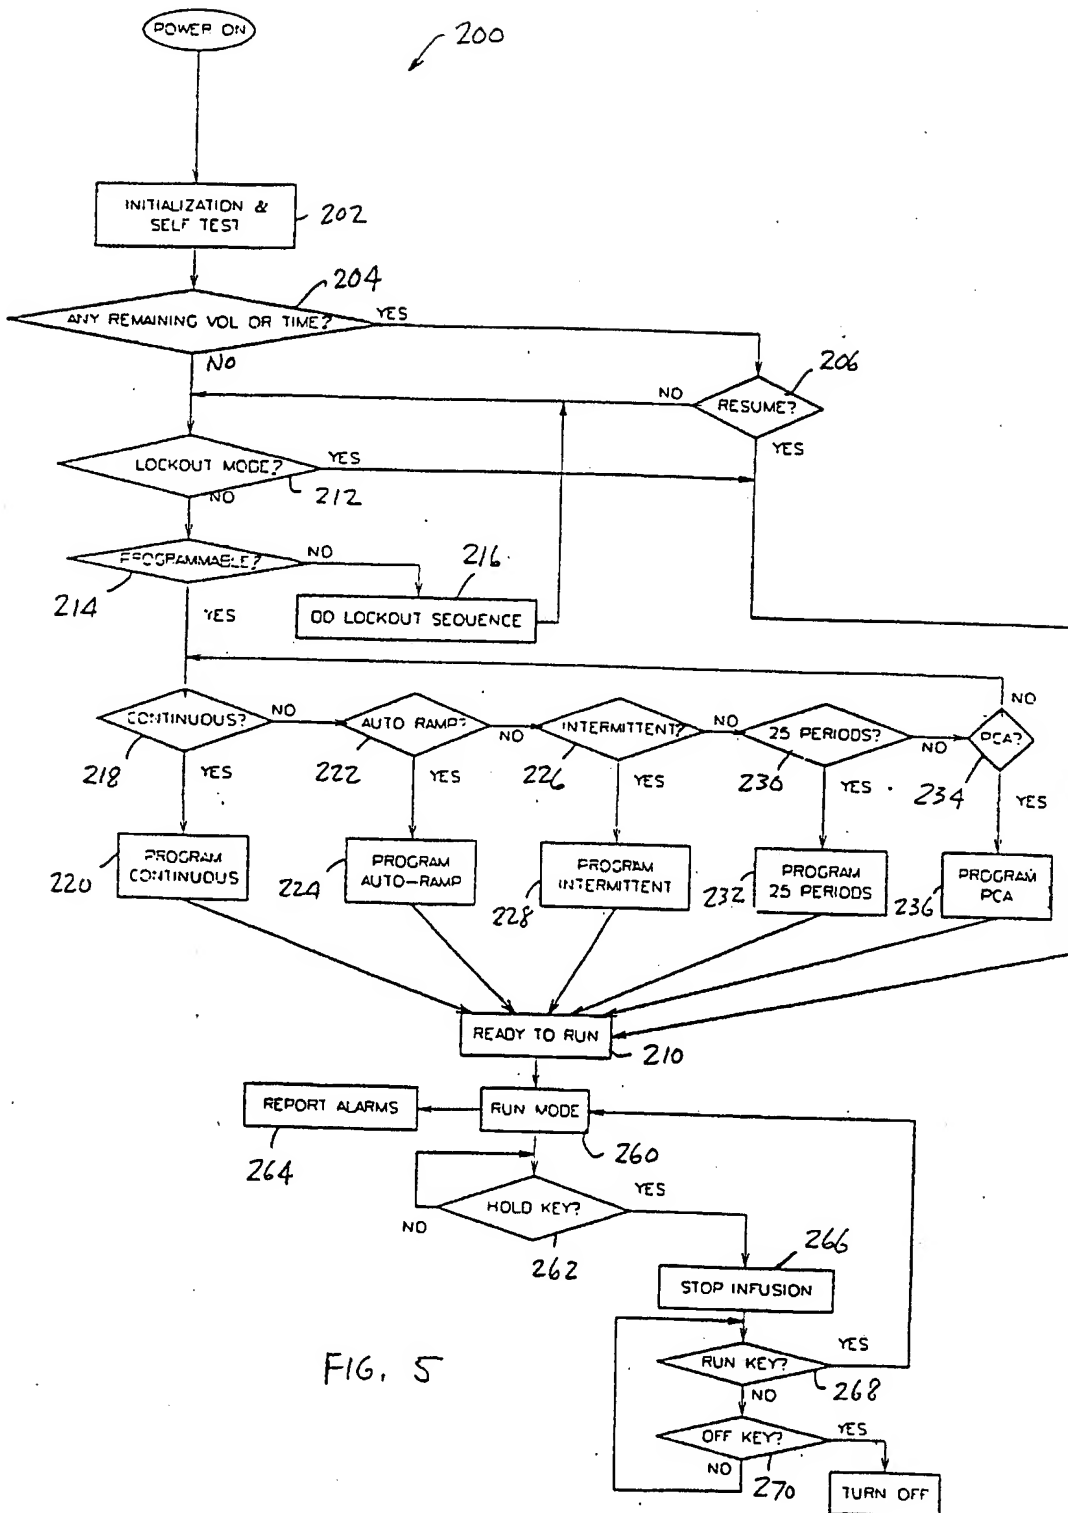 POWER ON
200
INITIALIZATION &
SELF TEST
202
204
ANY REMAINING VOL OR TIME?
YES
NO
206
NO
RESUME?
YES
LOCKOUT MODE?
YES
212
NO
PROGRAMMABLE?
NO
214
216
DO LOCKOUT SEQUENCE
YES
NO
CONTINUOUS?
NO
AUTO RAMP?
NO
INTERMITTENT?
NO
25 PERIODS?
NO
PCA?
218
YES
222
YES
226
YES
230
YES
234
YES
220
PROGRAM
CONTINUOUS
224
PROGRAM
AUTO-RAMP
228
PROGRAM
INTERMITTENT
232
PROGRAM
25 PERIODS
236
PROGRAM
PCA
READY TO RUN
210
REPORT ALARMS
264
RUN MODE
260
HOLD KEY?
YES
NO
262
266
STOP INFUSION
RUN KEY?
YES
268
NO
OFF KEY?
YES
NO
270
TURN OFF
FIG. 5